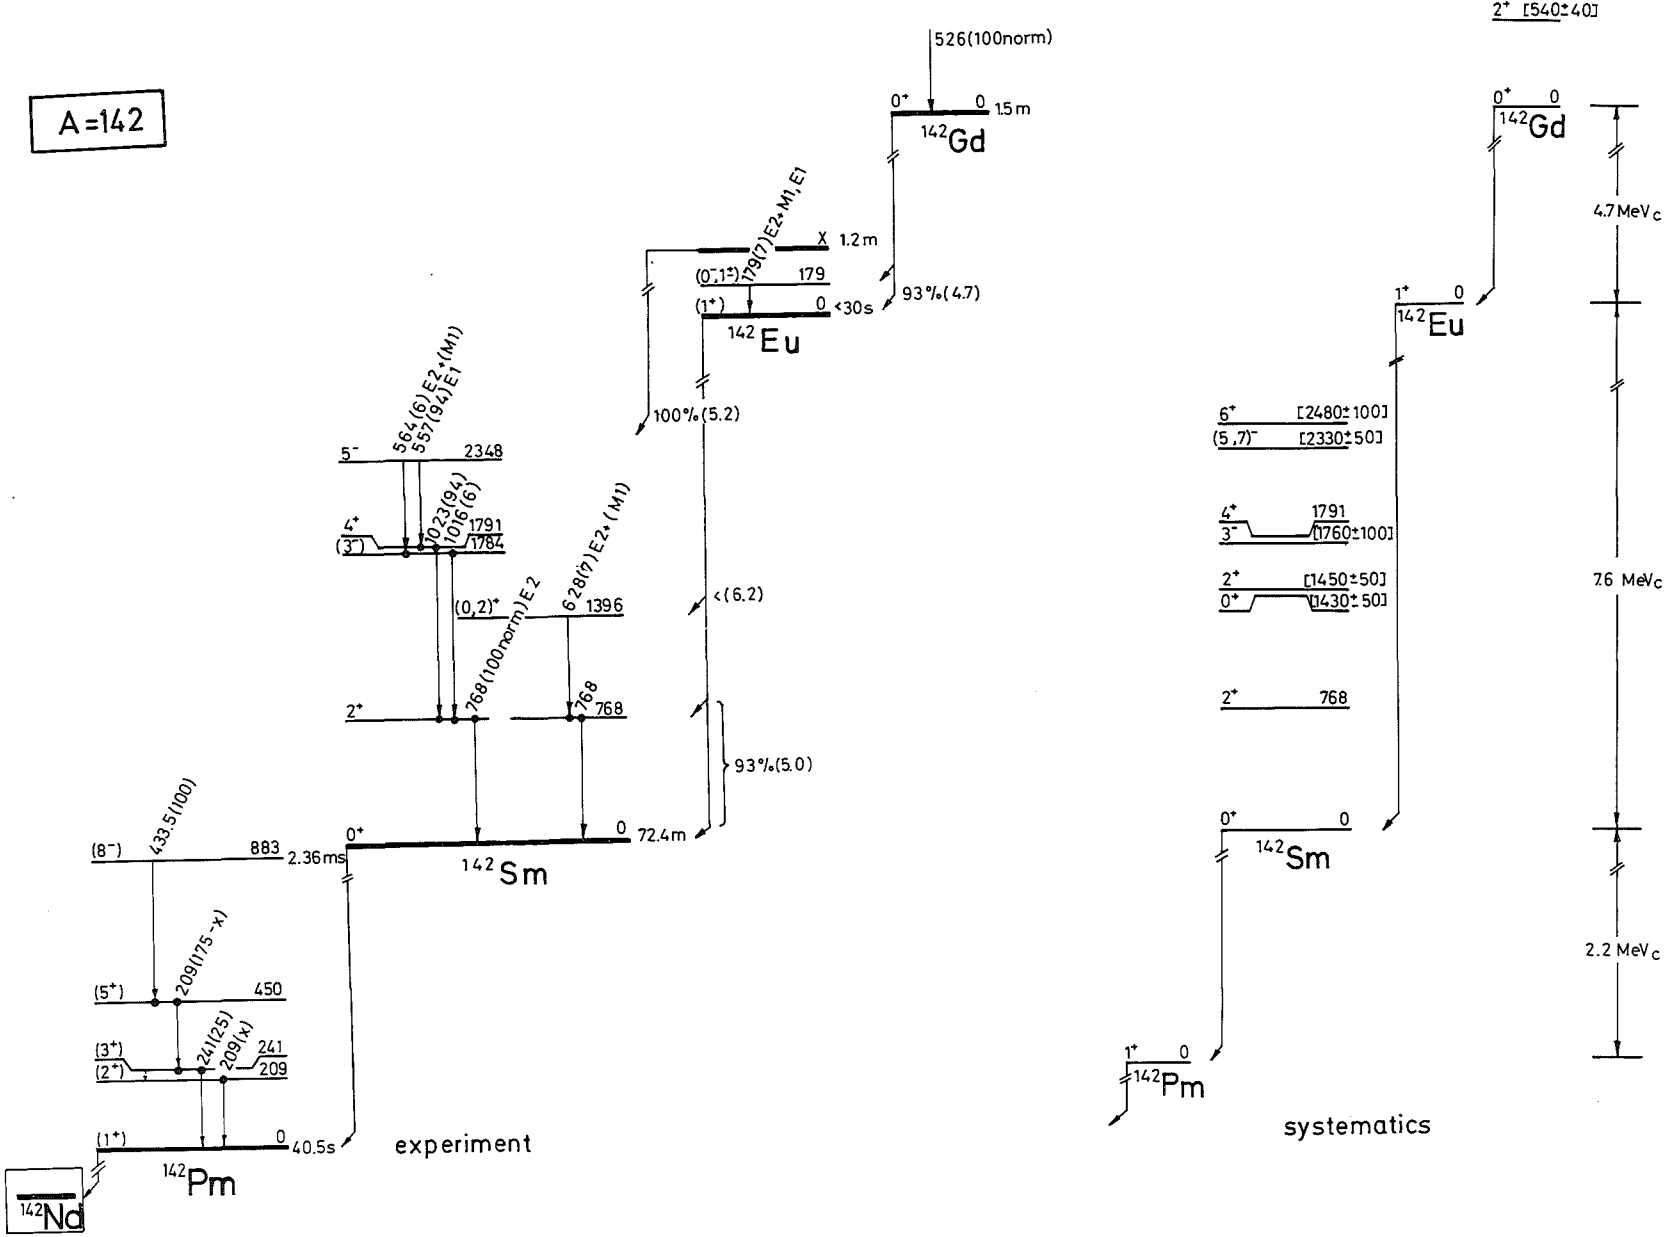 A=142
526(100norm)
0⁺ 0 1.5m
¹⁴²Gd
179(7)E2+M1,E1
X 1.2m
(0⁻,1±) 179
(1⁺) 0 <30s
¹⁴²Eu
93%(4.7)
100%(5.2)
564(6)E2+(M1)
557(94)E1
5⁻ 2348
1023(94)
1016(6)
4⁺ 1791
(3⁻) 1784
628(7)E2+(M1)
(0,2)⁺ 1396
<(6.2)
768(100norm)E2
768
2⁺ 768
93%(5.0)
0⁺ 0 72.4m
¹⁴²Sm
433.5(100)
(8⁻) 883 2.36ms
209(175-x)
(5⁺) 450
241(25)
209(x)
(3⁺) 241
(2⁺) 209
(1⁺) 0 40.5s
¹⁴²Pm
¹⁴²Nd
experiment
2⁺ [540±40]
0⁺ 0
¹⁴²Gd
4.7MeVc
1⁺ 0
¹⁴²Eu
6⁺ [2480±100]
(5,7)⁻ [2330±50]
4⁺ 1791
3⁻ [1760±100]
2⁺ [1450±50]
0⁺ [1430±50]
7.6 MeVc
2⁺ 768
0⁺ 0
¹⁴²Sm
2.2 MeVc
1⁺ 0
¹⁴²Pm
systematics